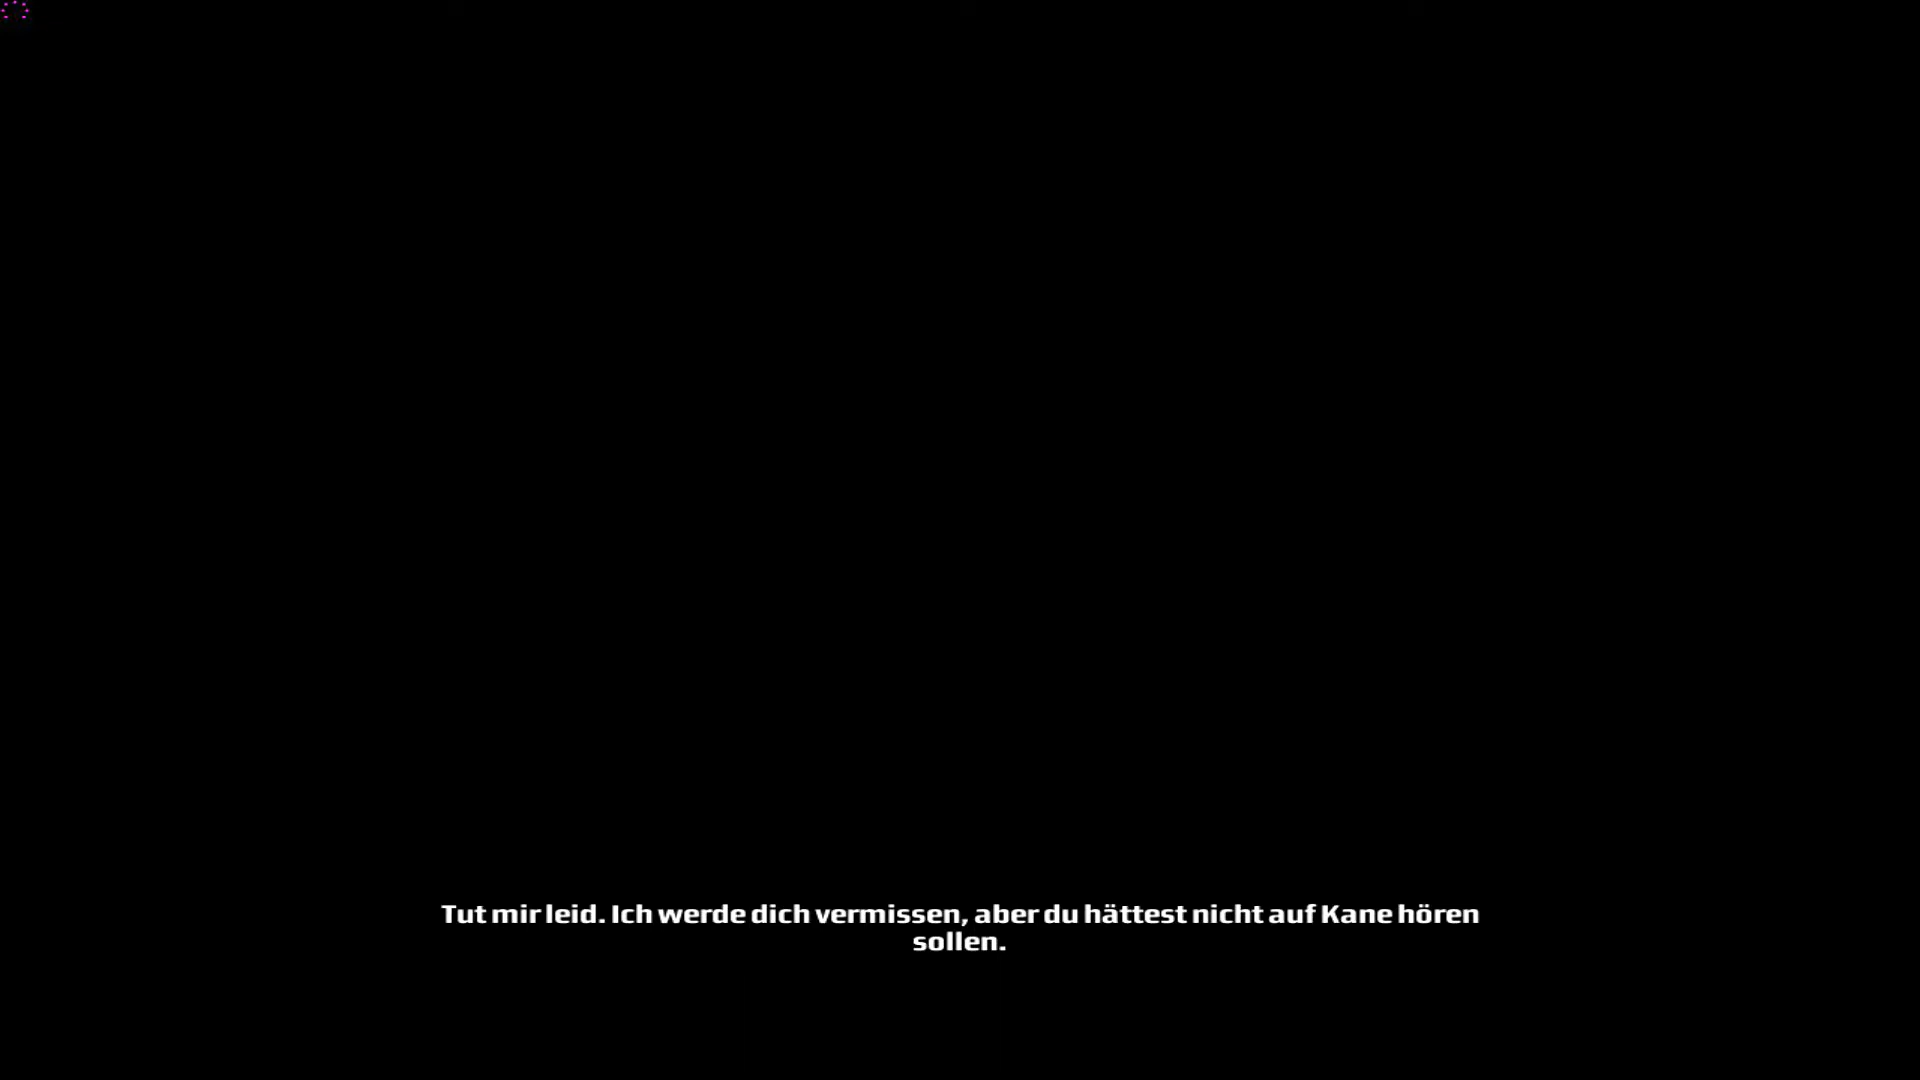 Tut mir leid. Ich werde dich vermissen, aber du hättest nicht auf Kane hören
sollen.